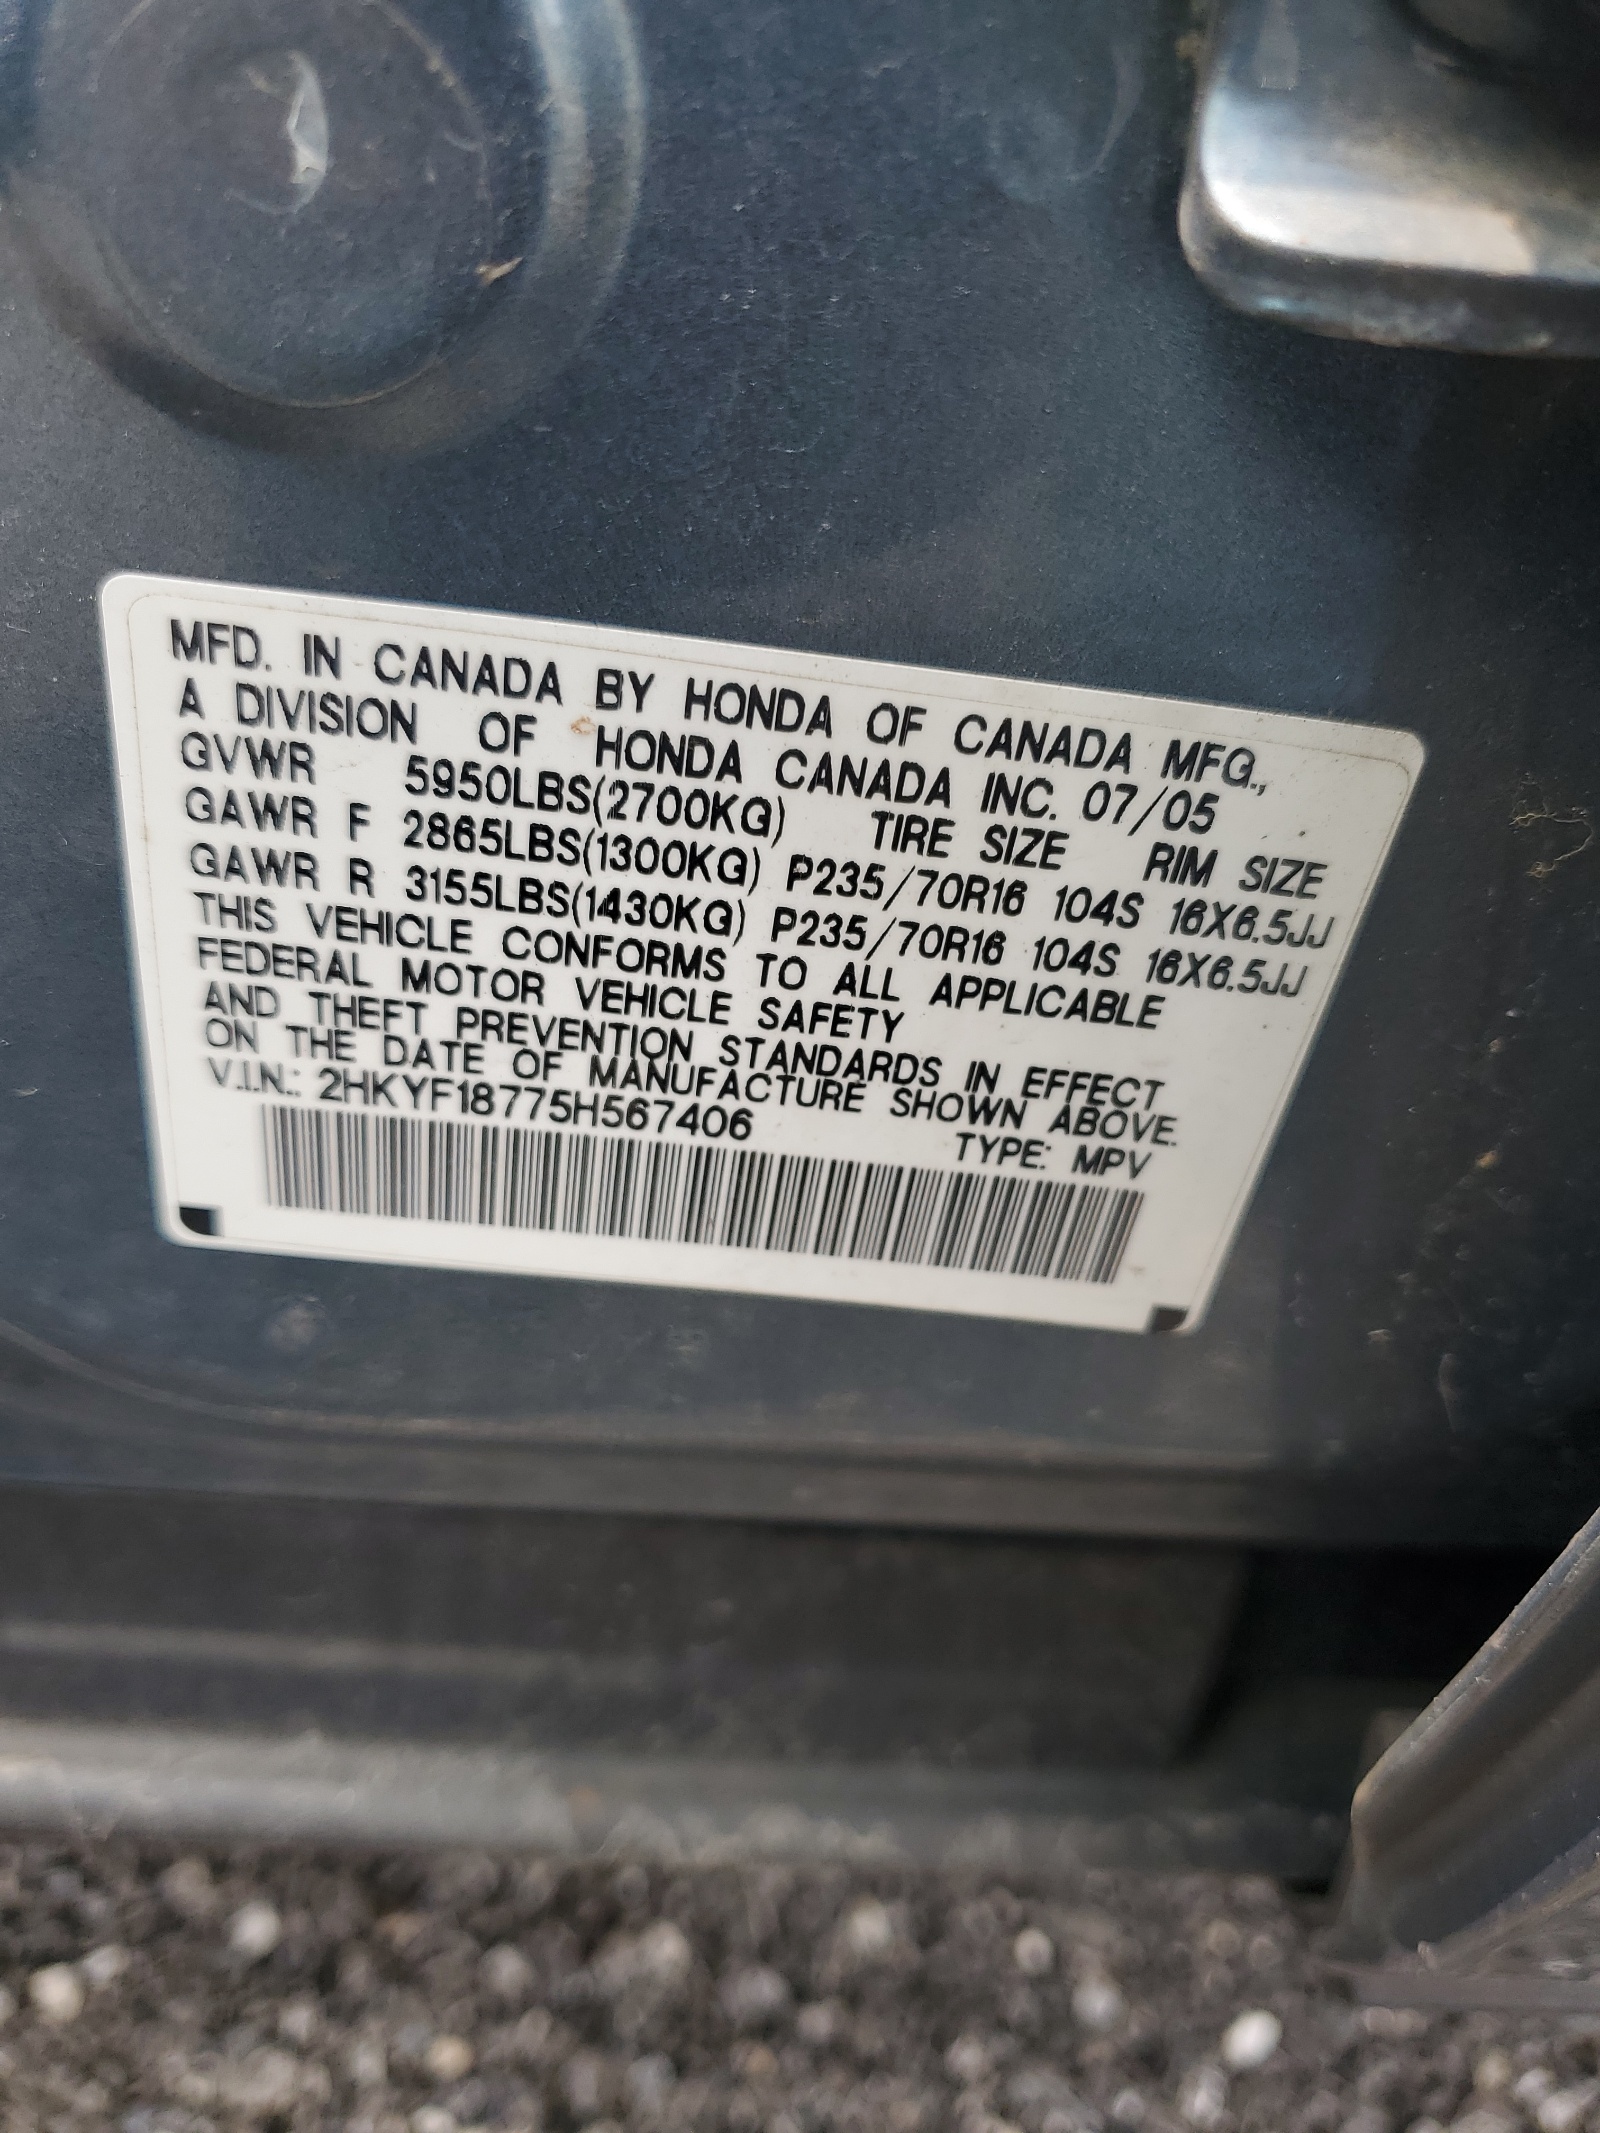 MFD. IN CANADA BY HONDA OF CANADA MFG.,
A DIVISION OF HONDA CANADA INC. 07/05
GVWR 5950LBS(2700KG) TIRE SIZE RIM SIZE
GAWR F 2865LBS(1300KG) P235/70R16 104S 16X6.5JJ
GAWR R 3155LBS(1430KG) P235/70R16 104S 16X6.5JJ
THIS VEHICLE CONFORMS TO ALL APPLICABLE
FEDERAL MOTOR VEHICLE SAFETY
AND THEFT PREVENTION STANDARDS IN EFFECT
ON THE DATE OF MANUFACTURE SHOWN ABOVE.
V.I.N.: 2HKYF18775H567406 TYPE: MPV